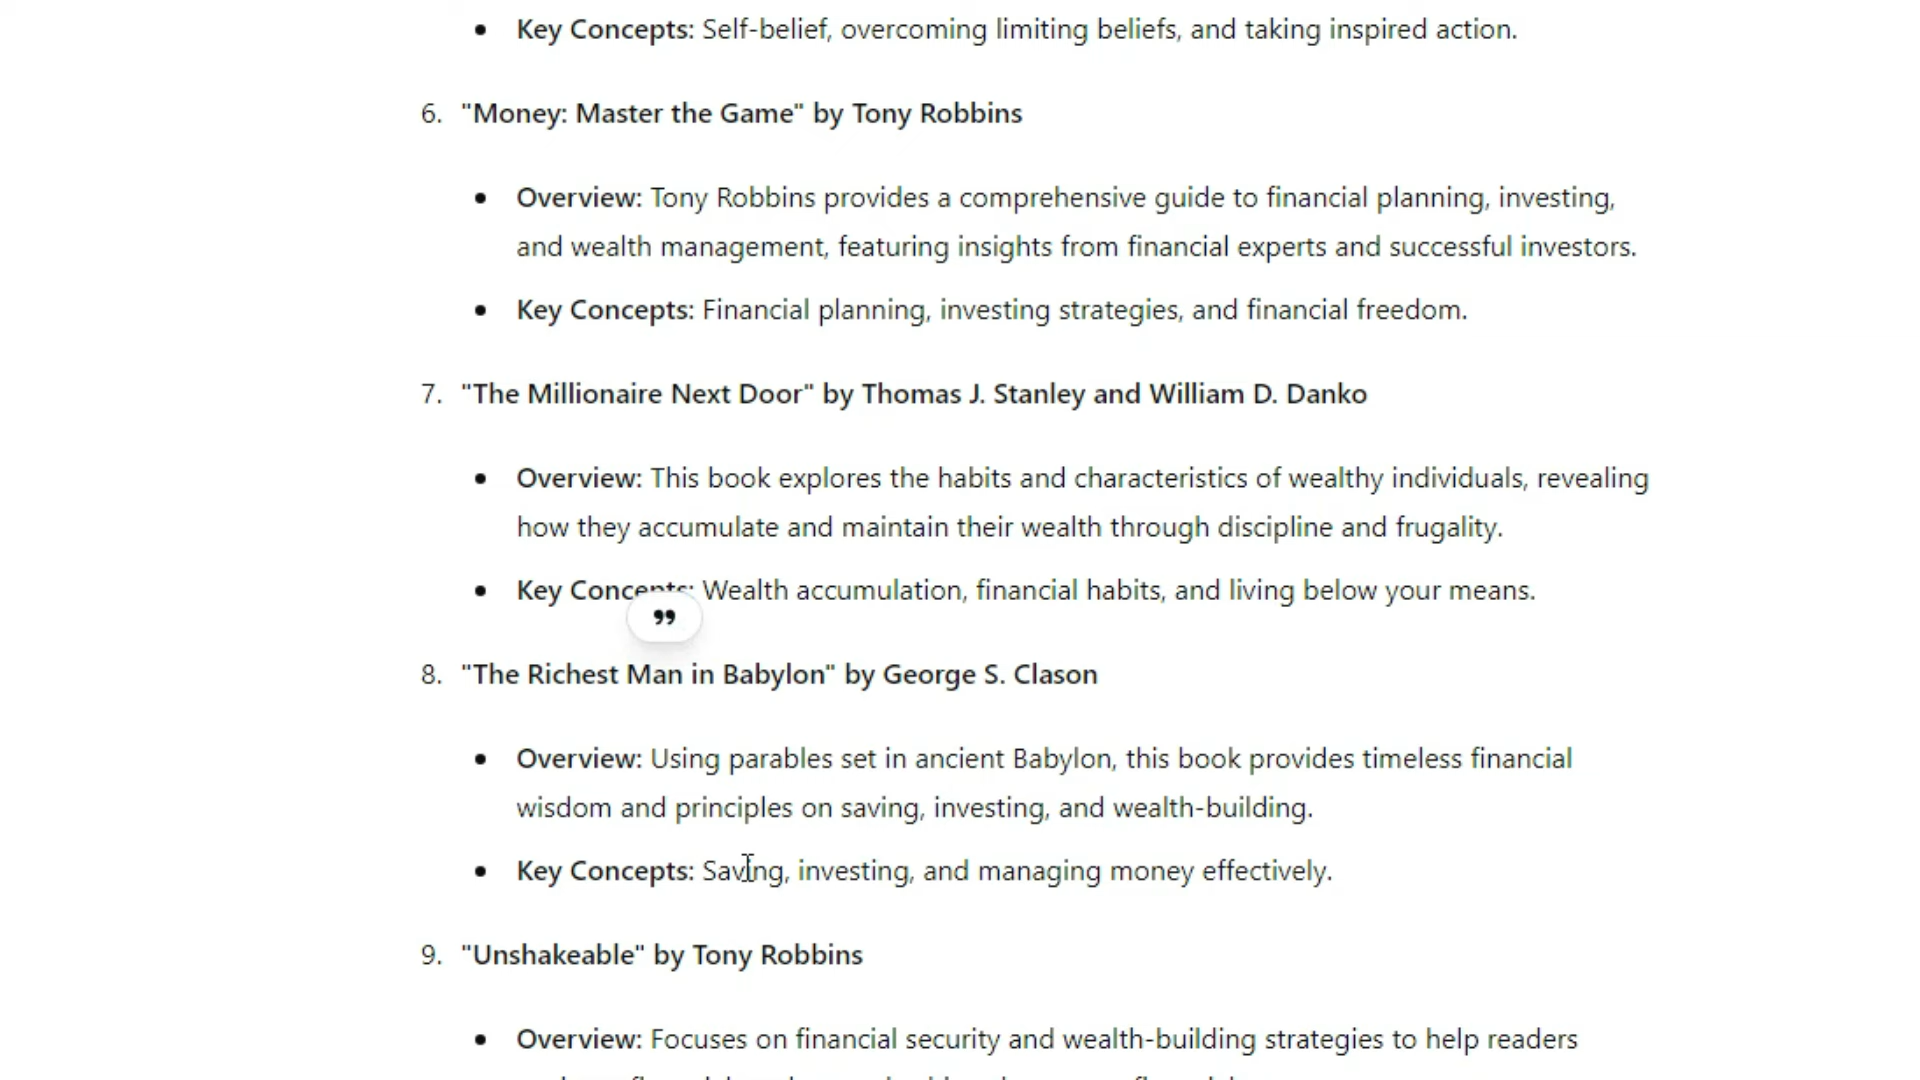 • Key Concepts: Self-belief, overcoming limiting beliefs, and taking inspired action.
6. "Money: Master the Game" by Tony Robbins
• Overview: Tony Robbins provides a comprehensive guide to financial planning, investing,
and wealth management, featuring insights from financial experts and successful investors.
• Key Concepts: Financial planning, investing strategies, and financial freedom.
7. "The Millionaire Next Door" by Thomas J. Stanley and William D. Danko
• Overview: This book explores the habits and characteristics of wealthy individuals, revealing
how they accumulate and maintain their wealth through discipline and frugality.
• Key Concepts: Wealth accumulation, financial habits, and living below your means.
8. "The Richest Man in Babylon" by George S. Clason
• Overview: Using parables set in ancient Babylon, this book provides timeless financial
wisdom and principles on saving, investing, and wealth-building.
• Key Concepts: Saving, investing, and managing money effectively.
9. "Unshakeable" by Tony Robbins
• Overview: Focuses on financial security and wealth-building strategies to help readers